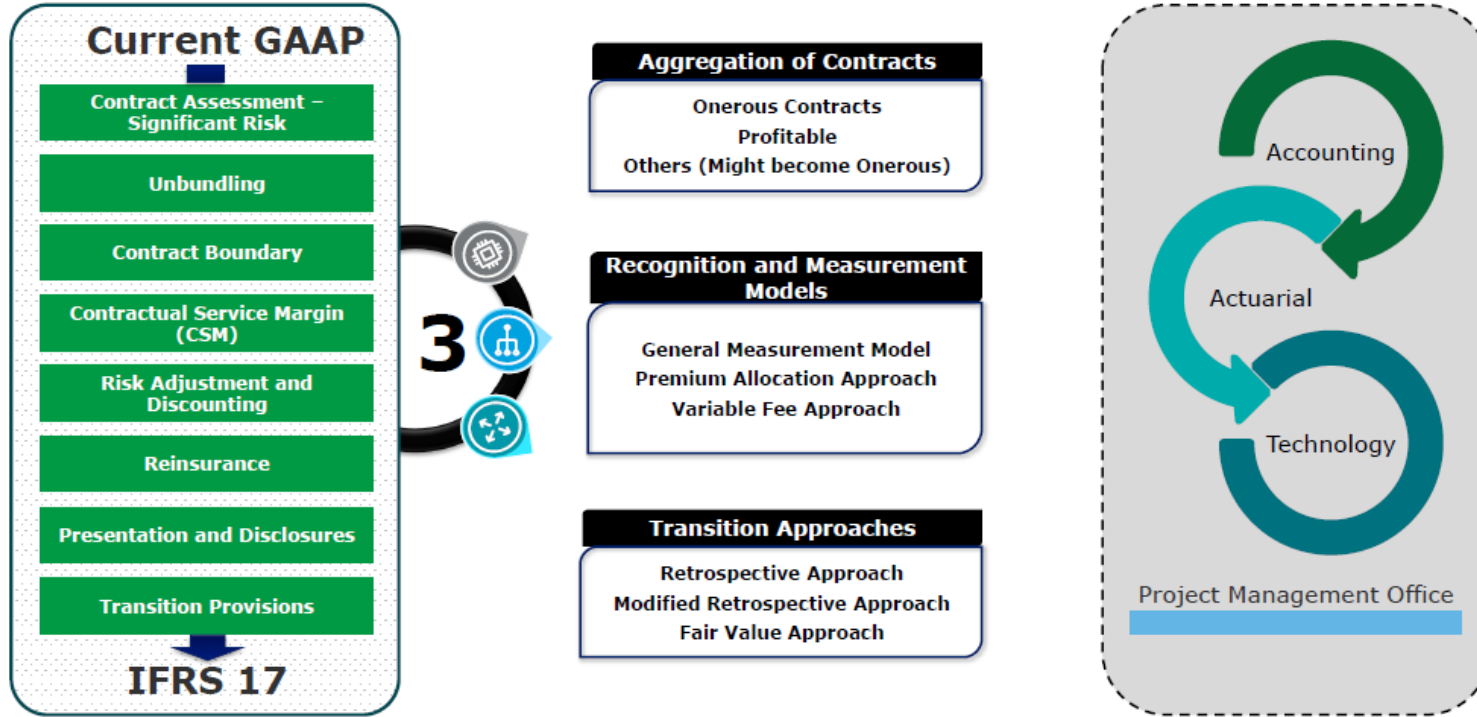 Current GAAP
Contract Assessment –
Significant Risk
Unbundling
Contract Boundary
Contractual Service Margin
(CSM)
Risk Adjustment and
Discounting
Reinsurance
Presentation and Disclosures
Transition Provisions
IFRS 17
3
Aggregation of Contracts
Onerous Contracts
Profitable
Others (Might become Onerous)
Recognition and Measurement
Models
General Measurement Model
Premium Allocation Approach
Variable Fee Approach
Transition Approaches
Retrospective Approach
Modified Retrospective Approach
Fair Value Approach
Accounting
Actuarial
Technology
Project Management Office